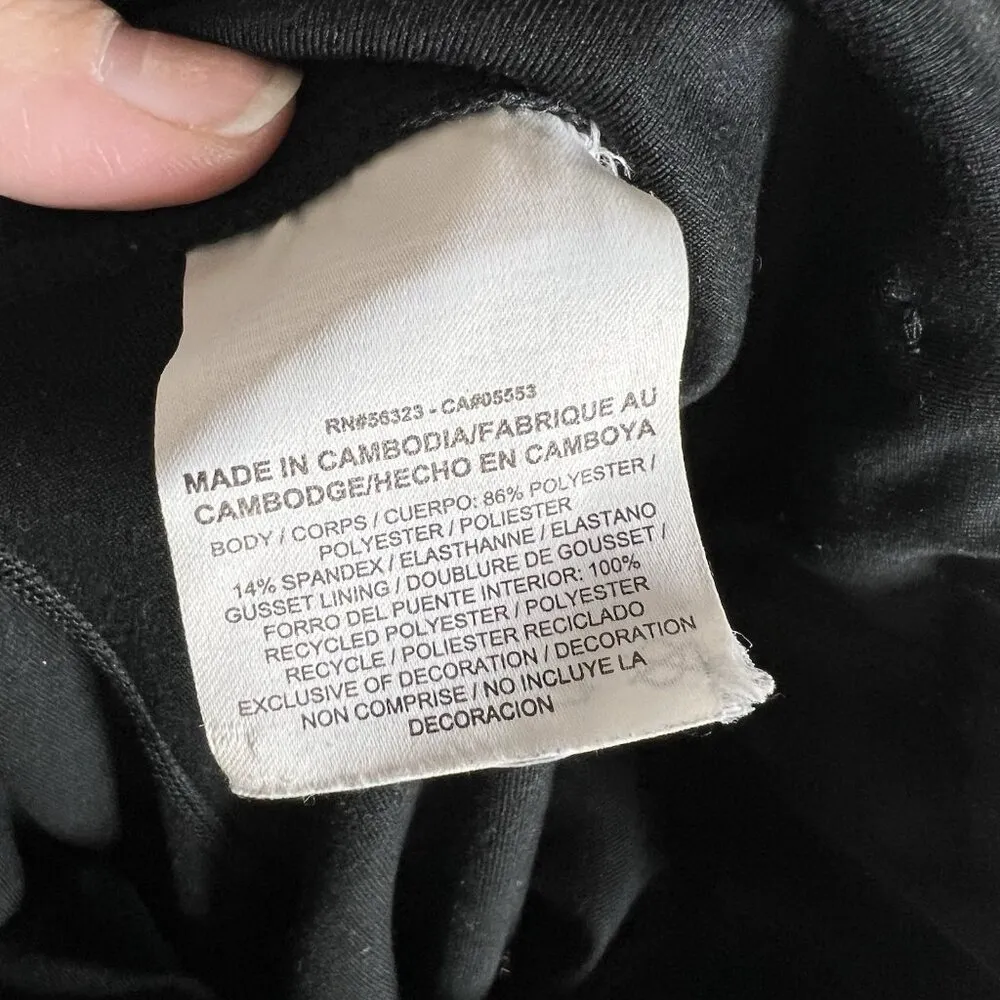 RN#56323 - CA#05553
MADE IN CAMBODIA/FABRIQUE AU
CAMBODGE/HECHO EN CAMBOYA
BODY / CORPS / CUERPO: 86% POLYESTER /
POLYESTER / POLIESTER
14% SPANDEX / ELASTHANNE / ELASTANO
GUSSET LINING / DOUBLURE DE GOUSSET /
FORRO DEL PUENTE INTERIOR: 100%
RECYCLED POLYESTER / POLYESTER
RECYCLE / POLIESTER RECICLADO
EXCLUSIVE OF DECORATION / DECORATION
NON COMPRISE / NO INCLUYE LA
DECORACION